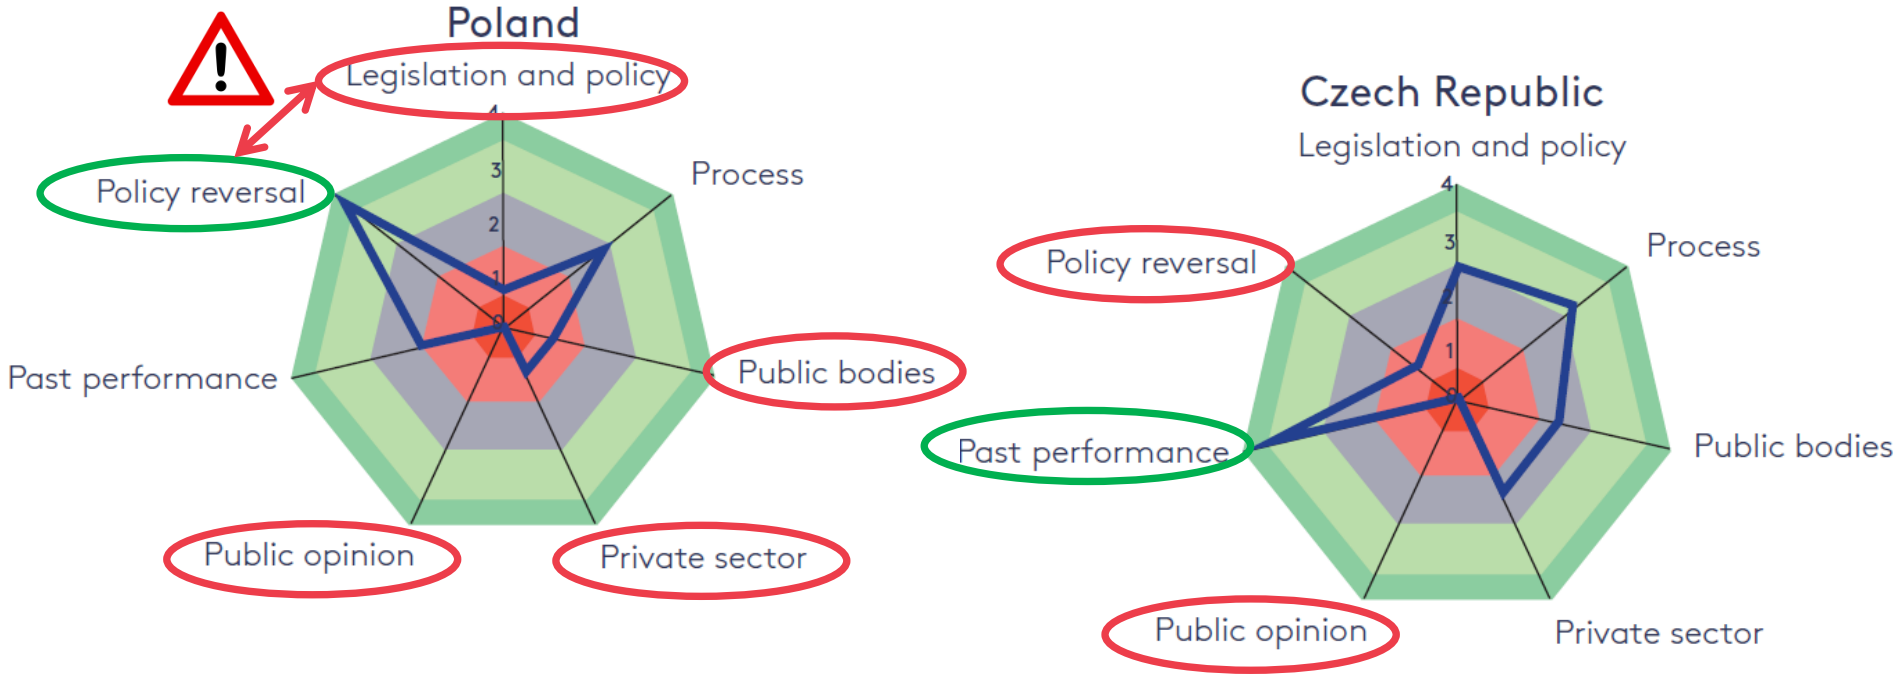 Poland
Legislation and policy
4
Process
3
Policy reversal
2
1
0
Public bodies
Past performance
Public opinion
Private sector
!
Czech Republic
Legislation and policy
4
Process
3
Policy reversal
2
1
0
Public bodies
Past performance
Public opinion
Private sector